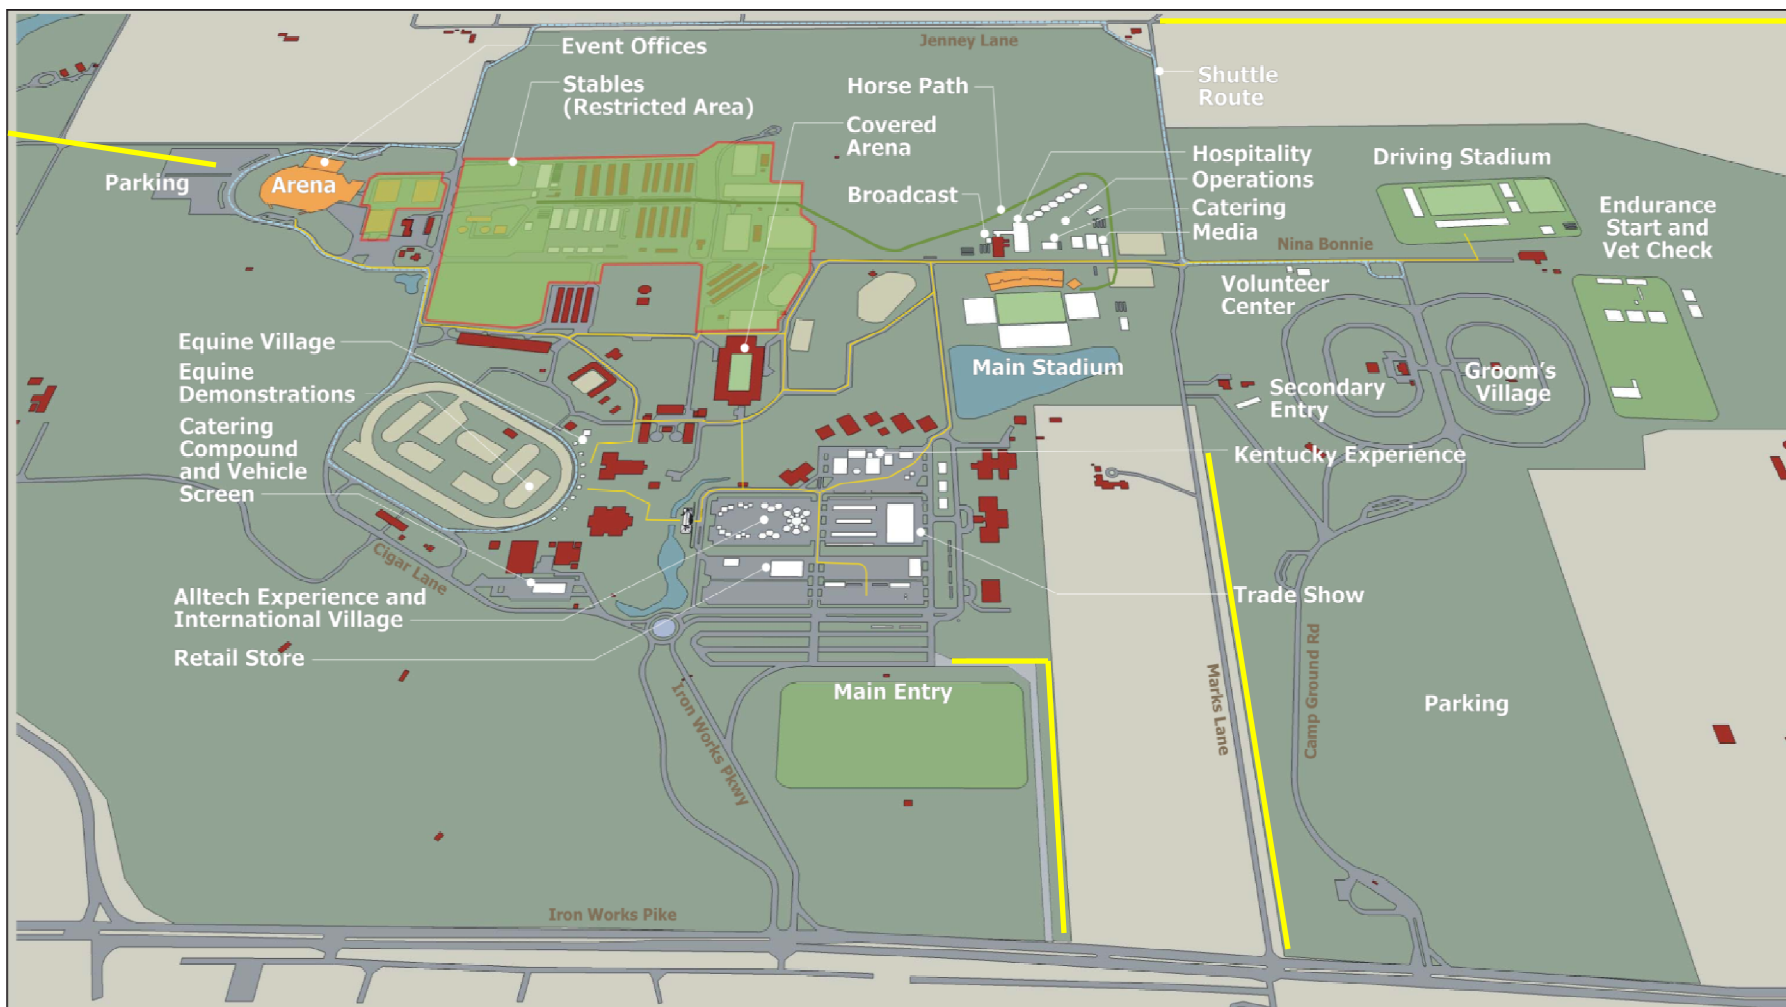 Jenney Lane
Event Offices
Stables
(Restricted Area)
Horse Path
Covered
Arena
Shuttle
Route
Hospitality
Operations
Catering
Media
Broadcast
Driving Stadium
Endurance
Start and
Vet Check
Parking
Arena
Nina Bonnie
Volunteer
Center
Equine Village
Equine
Demonstrations
Catering
Compound
and Vehicle
Screen
Main Stadium
Secondary
Entry
Groom's
Village
Kentucky Experience
Cigar Lane
Alltech Experience and
International Village
Retail Store
Trade Show
Main Entry
Iron Works Pkwy
Marks Lane
Camp Ground Rd
Parking
Iron Works Pike